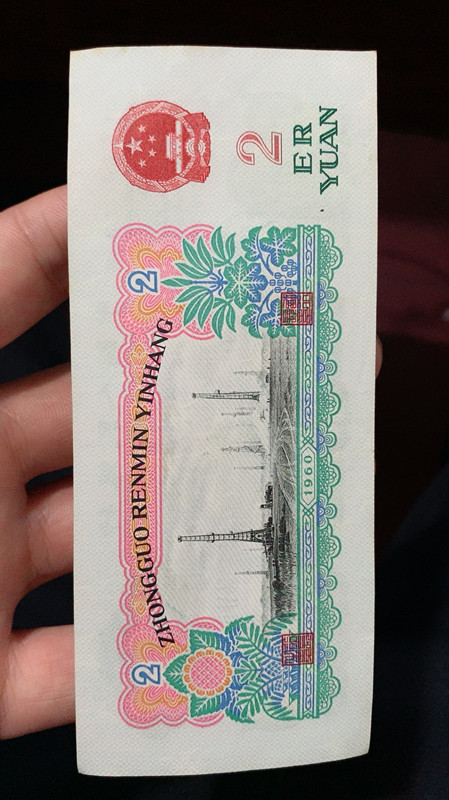 ZHONGGUO RENMIN YINHANG
2
2
2
ER
YUAN
1960